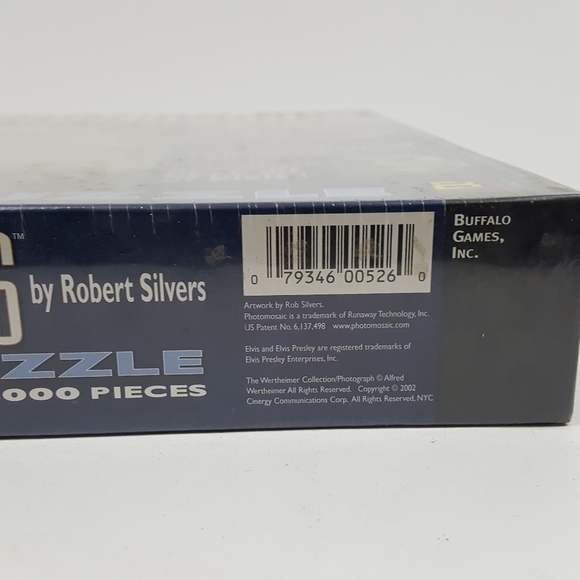 ™
by Robert Silvers
ZZLE
000 PIECES
0 79346 00526 0
Artwork by Rob Silvers.
Photomosaic is a trademark of Runaway Technology, Inc.
US Patent No. 6,137,498 www.photomosaic.com
Elvis and Elvis Presley are registered trademarks of
Elvis Presley Enterprises, Inc.
The Wertheimer Collection/Photograph © Alfred
Wertheimer All Rights Reserved. Copyright © 2002
Cinergy Communications Corp. All Rights Reserved, NYC
BUFFALO
GAMES,
INC.